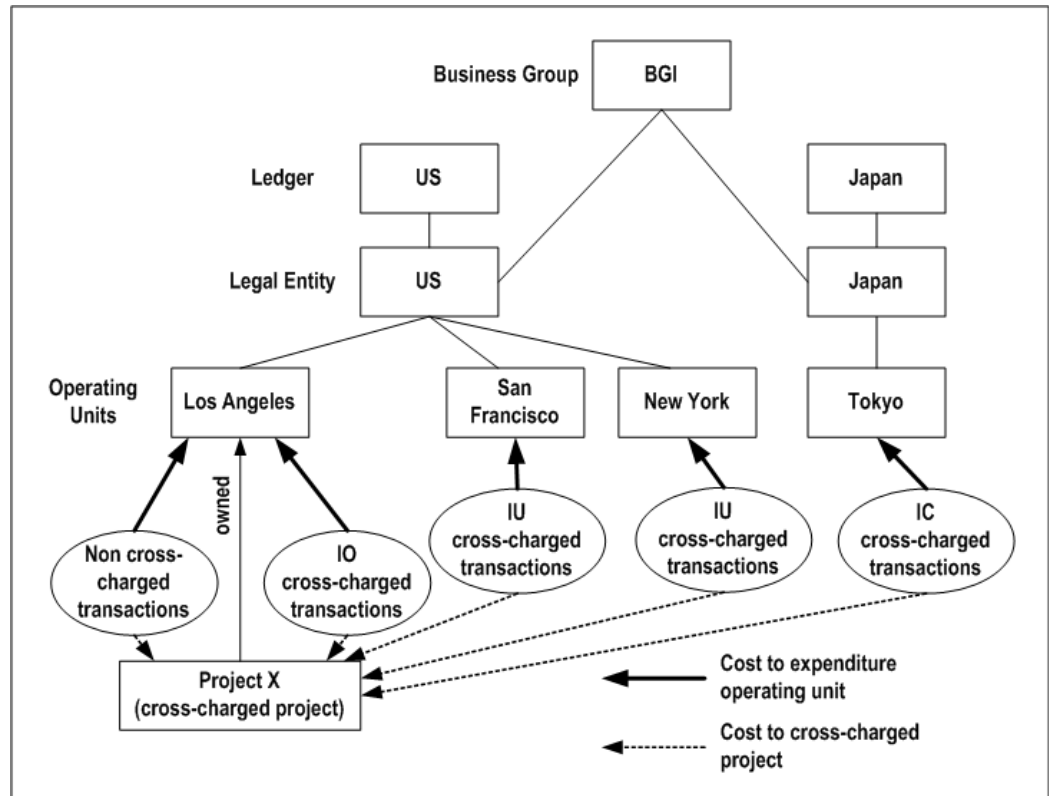 Business Group
BGI
Ledger
US
Japan
Legal Entity
US
Japan
Operating
Units
Los Angeles
San
Francisco
New York
Tokyo
owned
Non cross-
charged
transactions
IO
cross-charged
transactions
IU
cross-charged
transactions
IU
cross-charged
transactions
IC
cross-charged
transactions
Project X
(cross-charged project)
Cost to expenditure
operating unit
Cost to cross-charged
project